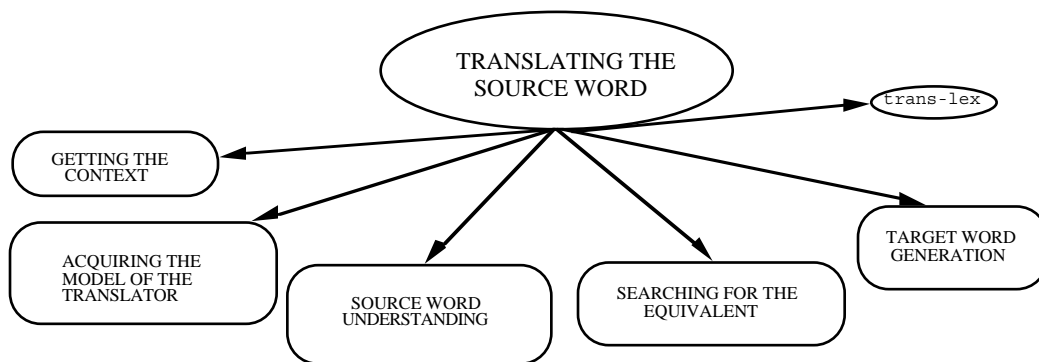 TRANSLATING THE
SOURCE WORD
trans-lex
GETTING THE
CONTEXT
ACQUIRING THE
MODEL OF THE
TRANSLATOR
SOURCE WORD
UNDERSTANDING
SEARCHING FOR THE
EQUIVALENT
TARGET WORD
GENERATION